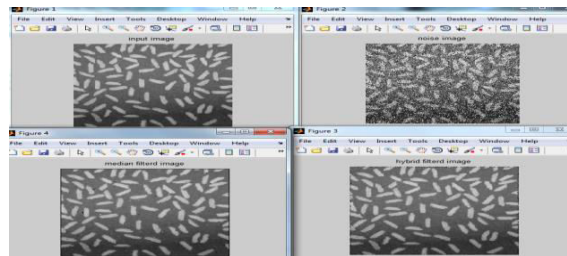 Figure 1
File Edit View Insert Tools Desktop Window Help
input image
Figure 2
File Edit View Insert Tools Desktop Window Help
noise image
Figure 4
File Edit View Insert Tools Desktop Window Help
median filterd image
Figure 3
File Edit View Insert Tools Desktop Window Help
hybrid filterd image